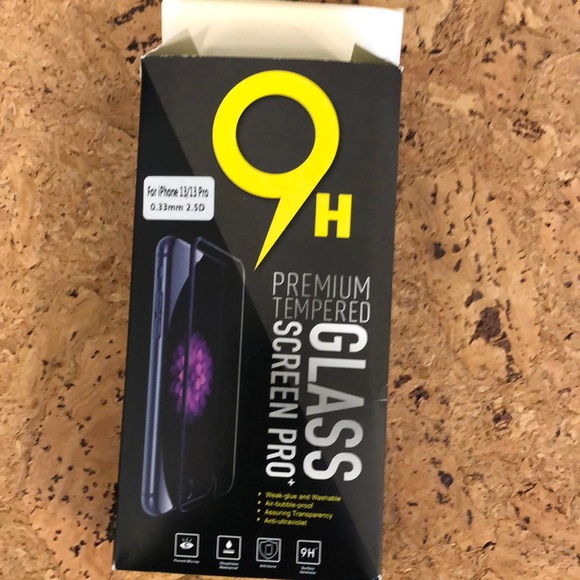 9H
For iPhone 13/13 Pro
0.33mm 2.5D
PREMIUM
TEMPERED
GLASS
SCREEN PRO+
• Weak-glue and Washable
• Air-bubble-proof
• Assuring Transparency
• Anti-ultraviolet
9H